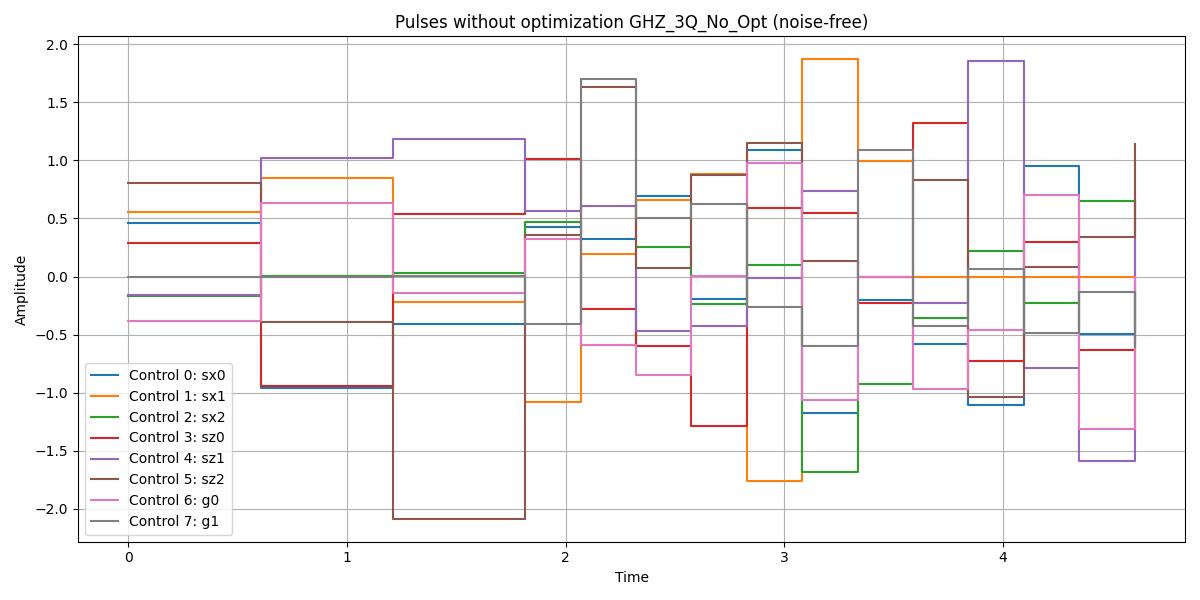 Pulses without optimization GHZ_3Q_No_Opt (noise-free)
2.0
1.5
1.0
0.5
0.0
−0.5
−1.0
−1.5
−2.0
Amplitude
Control 0: sx0
Control 1: sx1
Control 2: sx2
Control 3: sz0
Control 4: sz1
Control 5: sz2
Control 6: g0
Control 7: g1
0 1 2 3 4
Time